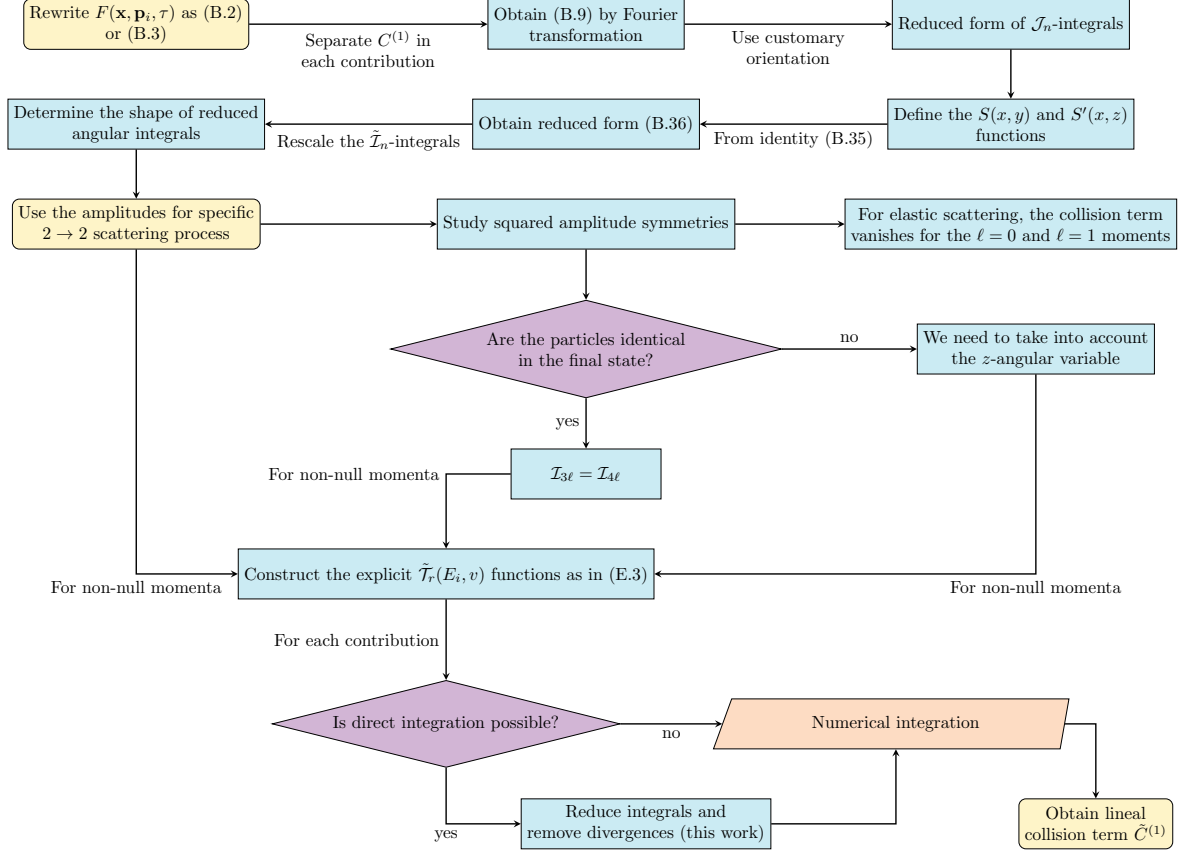 Rewrite F(x, p_i, τ) as (B.2)
or (B.3)
Separate C^{(1)} in
each contribution
Obtain (B.9) by Fourier
transformation
Use customary
orientation
Reduced form of 𝒥_n-integrals
Define the S(x, y) and S′(x, z)
functions
From identity (B.35)
Obtain reduced form (B.36)
Rescale the ℐ̃_n-integrals
Determine the shape of reduced
angular integrals
Use the amplitudes for specific
2 → 2 scattering process
Study squared amplitude symmetries
For elastic scattering, the collision term
vanishes for the ℓ = 0 and ℓ = 1 moments
Are the particles identical
in the final state?
no
We need to take into account
the z-angular variable
yes
ℐ_{3ℓ} = ℐ_{4ℓ}
For non-null momenta
Construct the explicit 𝒯̃_r(E_i, v) functions as in (E.3)
For non-null momenta
For non-null momenta
For each contribution
Is direct integration possible?
no
Numerical integration
yes
Reduce integrals and
remove divergences (this work)
Obtain lineal
collision term C̃^{(1)}